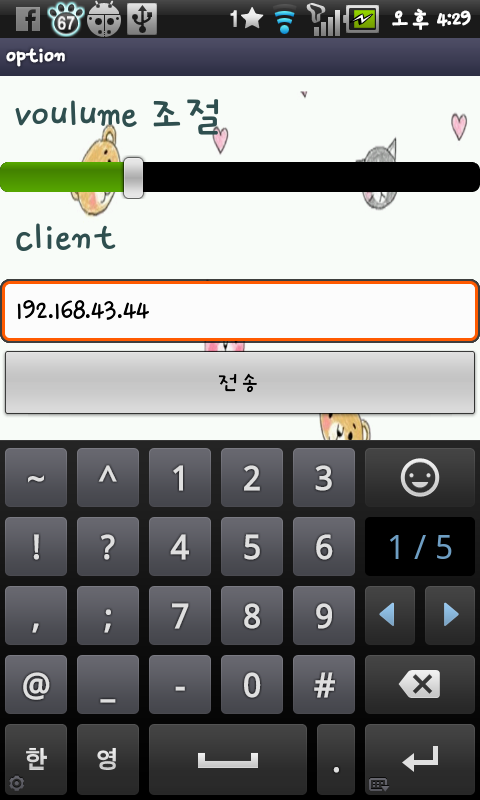 67 1★ 오후 4:29
option
voulume 조절
client
192.168.43.44
전송
~ ^ 1 2 3
! ? 4 5 6 1 / 5
, ; 7 8 9
@ _ - 0 #
한 영 .